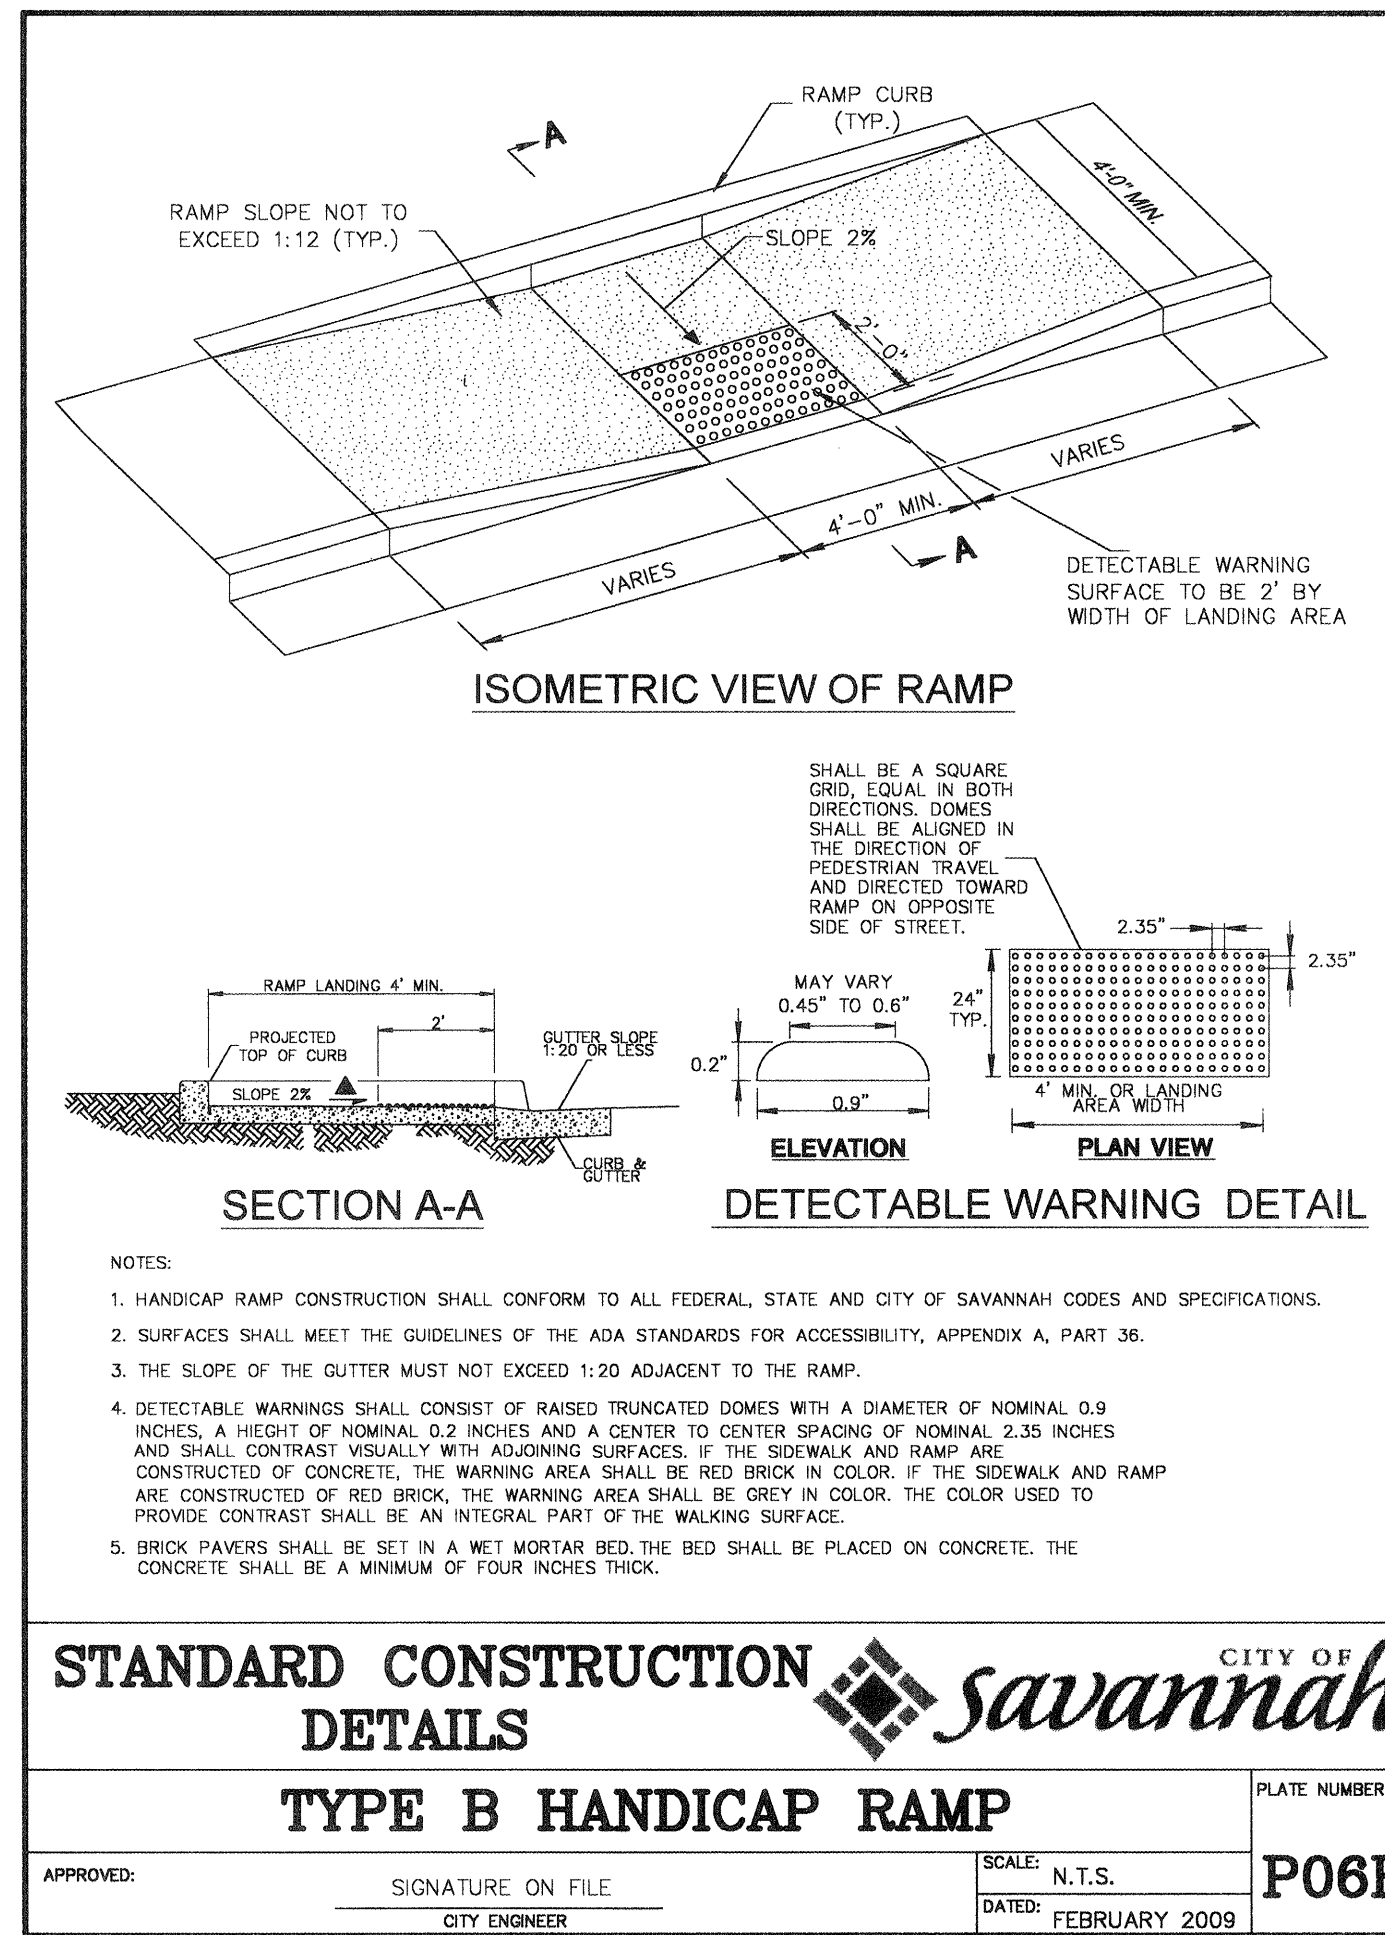 RAMP CURB
(TYP.)
A
RAMP SLOPE NOT TO
EXCEED 1:12 (TYP.)
SLOPE 2%
4'-0" MIN.
2'-0"
VARIES
4'-0" MIN.
A
VARIES
DETECTABLE WARNING
SURFACE TO BE 2' BY
WIDTH OF LANDING AREA
ISOMETRIC VIEW OF RAMP
SHALL BE A SQUARE
GRID, EQUAL IN BOTH
DIRECTIONS. DOMES
SHALL BE ALIGNED IN
THE DIRECTION OF
PEDESTRIAN TRAVEL
AND DIRECTED TOWARD
RAMP ON OPPOSITE
SIDE OF STREET.
RAMP LANDING 4' MIN.
2'
PROJECTED
TOP OF CURB
GUTTER SLOPE
1:20 OR LESS
SLOPE 2%
CURB &
GUTTER
SECTION A-A
MAY VARY
0.45" TO 0.6"
0.2"
0.9"
ELEVATION
2.35"
2.35"
24"
TYP.
4' MIN. OR LANDING
AREA WIDTH
PLAN VIEW
DETECTABLE WARNING DETAIL
NOTES:
1. HANDICAP RAMP CONSTRUCTION SHALL CONFORM TO ALL FEDERAL, STATE AND CITY OF SAVANNAH CODES AND SPECIFICATIONS.
2. SURFACES SHALL MEET THE GUIDELINES OF THE ADA STANDARDS FOR ACCESSIBILITY, APPENDIX A, PART 36.
3. THE SLOPE OF THE GUTTER MUST NOT EXCEED 1:20 ADJACENT TO THE RAMP.
4. DETECTABLE WARNINGS SHALL CONSIST OF RAISED TRUNCATED DOMES WITH A DIAMETER OF NOMINAL 0.9
INCHES, A HIEGHT OF NOMINAL 0.2 INCHES AND A CENTER TO CENTER SPACING OF NOMINAL 2.35 INCHES
AND SHALL CONTRAST VISUALLY WITH ADJOINING SURFACES. IF THE SIDEWALK AND RAMP ARE
CONSTRUCTED OF CONCRETE, THE WARNING AREA SHALL BE RED BRICK IN COLOR. IF THE SIDEWALK AND RAMP
ARE CONSTRUCTED OF RED BRICK, THE WARNING AREA SHALL BE GREY IN COLOR. THE COLOR USED TO
PROVIDE CONTRAST SHALL BE AN INTEGRAL PART OF THE WALKING SURFACE.
5. BRICK PAVERS SHALL BE SET IN A WET MORTAR BED. THE BED SHALL BE PLACED ON CONCRETE. THE
CONCRETE SHALL BE A MINIMUM OF FOUR INCHES THICK.
STANDARD CONSTRUCTION
DETAILS
CITY OF
savannah
TYPE B HANDICAP RAMP
PLATE NUMBER
APPROVED:
SIGNATURE ON FILE
CITY ENGINEER
SCALE:
N.T.S.
DATED:
FEBRUARY 2009